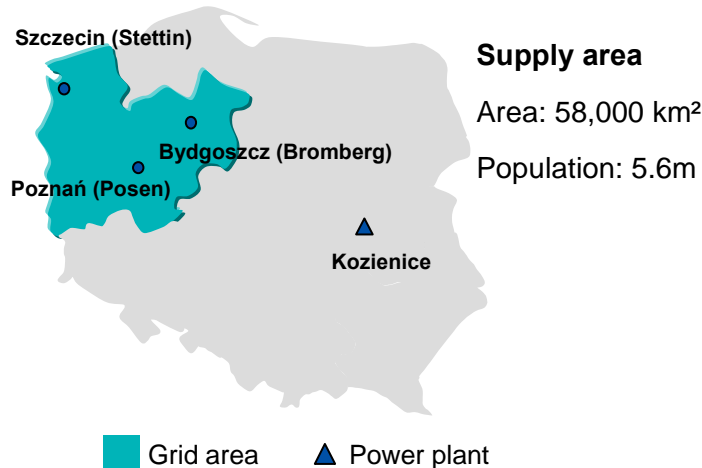 Szczecin (Stettin)
Supply area
Area: 58,000 km²
Bydgoszcz (Bromberg)
Population: 5.6m
Poznań (Posen)
Kozienice
Grid area
Power plant